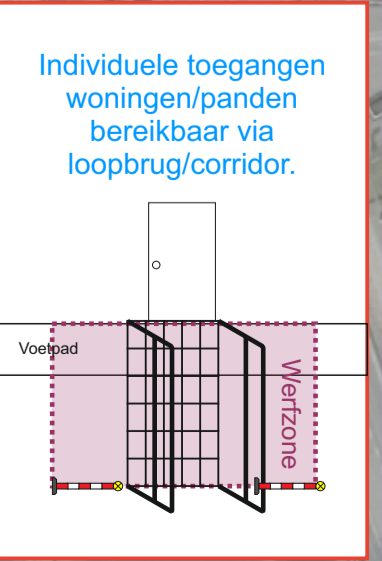 Individuele toegangen
woningen/panden
bereikbaar via
loopbrug/corridor.
Voetpad
Werfzone